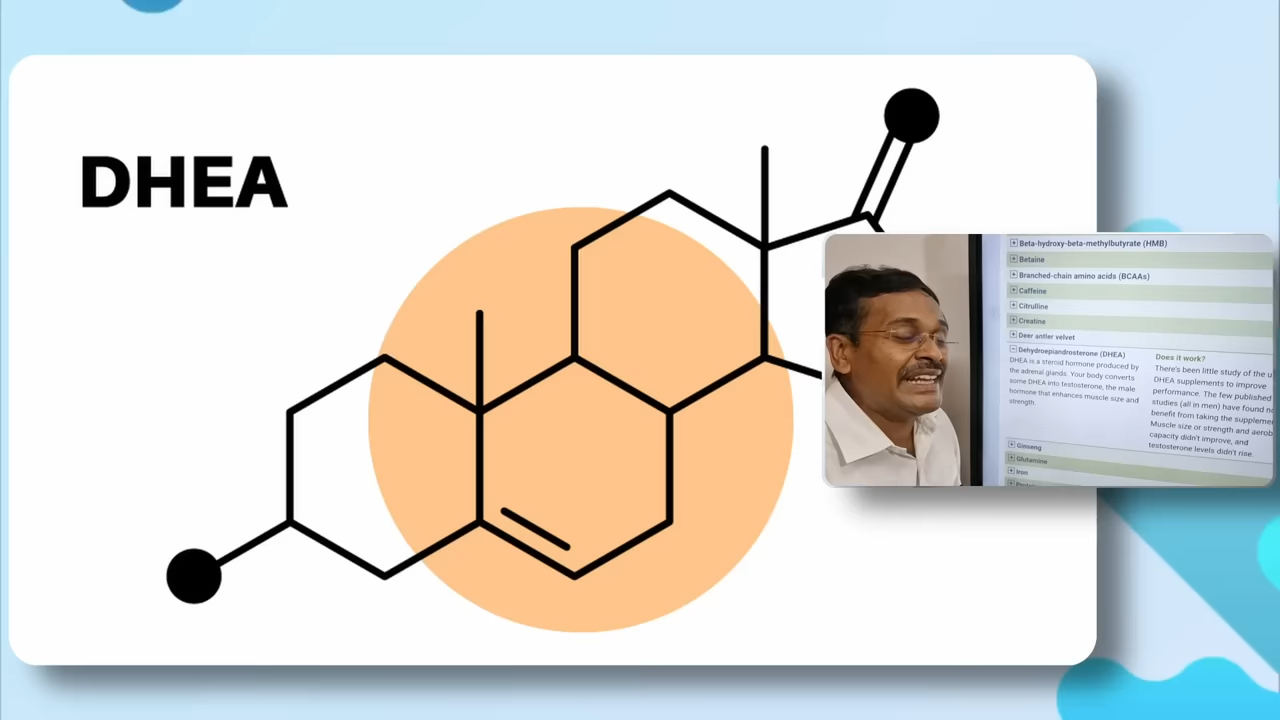 DHEA
Beta-hydroxy-beta-methylbutyrate (HMB)
Betaine
Branched-chain amino acids (BCAAs)
Caffeine
Citrulline
Creatine
Deer antler velvet
Dehydroepiandrosterone (DHEA)
DHEA is a steroid hormone produced by
the adrenal glands. Your body converts
some DHEA into testosterone, the male
hormone that enhances muscle size and
strength.
Does it work?
There's been little study of the
DHEA supplements to improve
performance. The few published
studies (all in men) have found
benefit from taking the
Muscle size or strength and
capacity didn't improve, and
testosterone levels didn't rise.
Ginseng
Glutamine
Iron